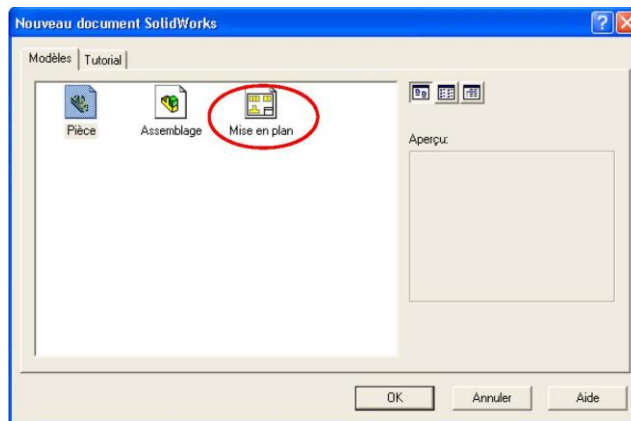 Nouveau document SolidWorks
Modèles Tutorial
Pièce Assemblage Mise en plan
Aperçu:
OK Annuler Aide